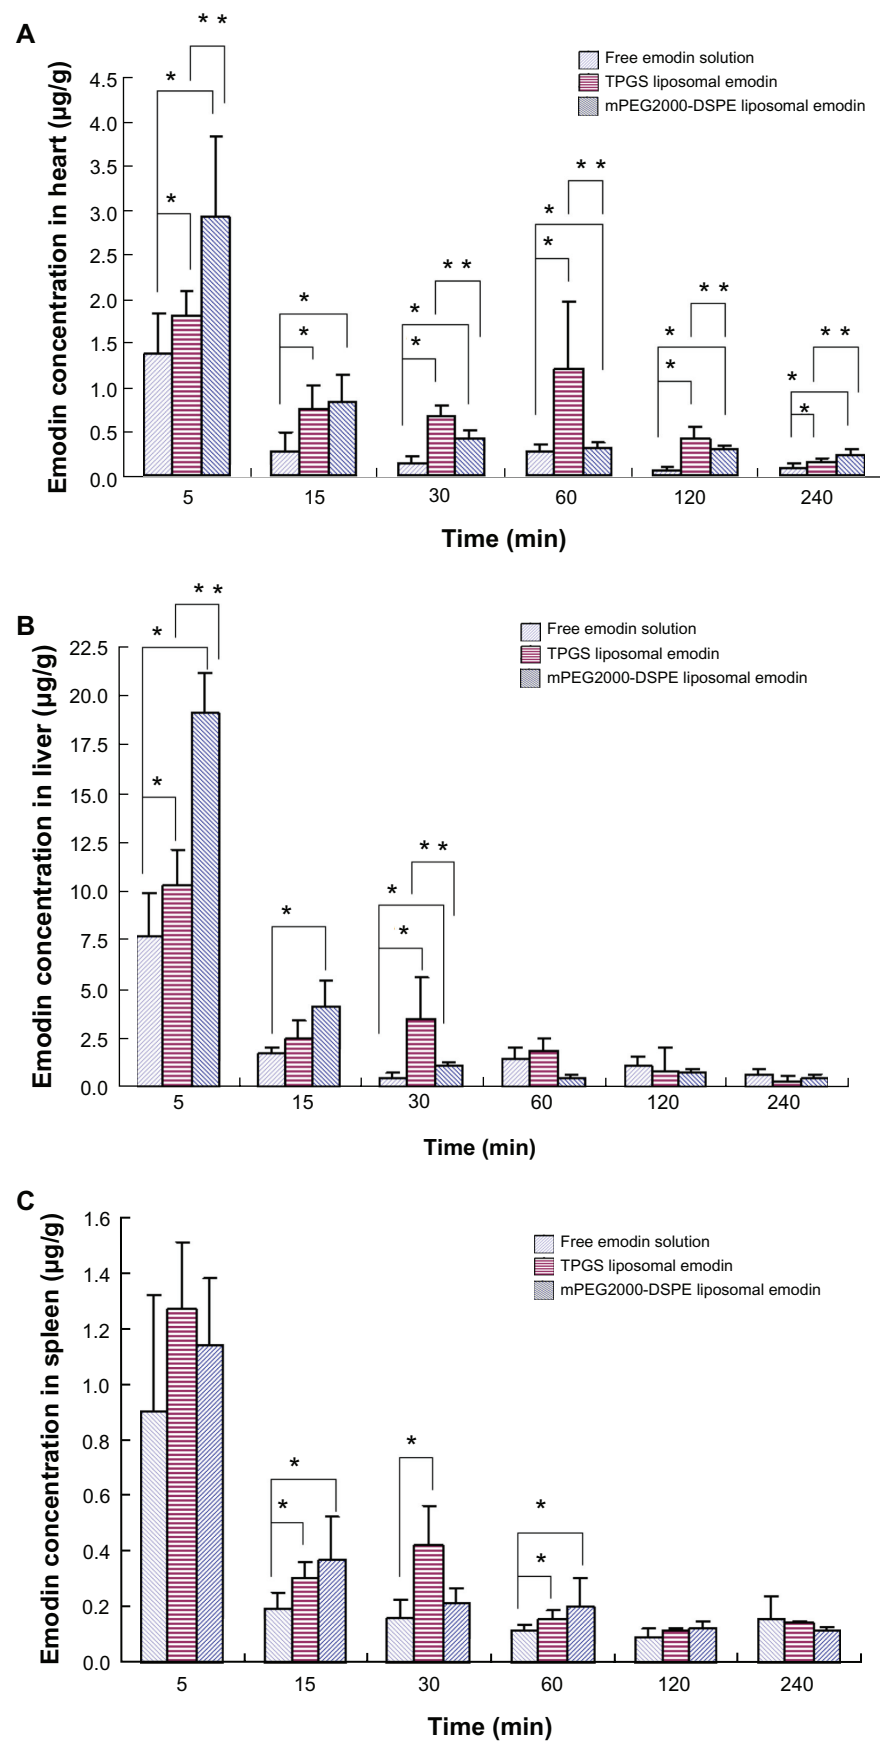 A
* *
Emodin concentration in heart (µg/g)
4.5
4.0
3.5
3.0
2.5
2.0
1.5
1.0
0.5
0.0
Free emodin solution
TPGS liposomal emodin
mPEG2000-DSPE liposomal emodin
*
*
*
*
* *
*
*
* *
*
*
* *
*
*
* *
*
*
5 15 30 60 120 240
Time (min)
B
* *
Emodin concentration in liver (µg/g)
22.5
20.0
17.5
15.0
12.5
10.0
7.5
5.0
2.5
0.0
Free emodin solution
TPGS liposomal emodin
mPEG2000-DSPE liposomal emodin
*
*
*
* *
*
*
5 15 30 60 120 240
Time (min)
C
Emodin concentration in spleen (µg/g)
1.6
1.4
1.2
1.0
0.8
0.6
0.4
0.2
0.0
Free emodin solution
TPGS liposomal emodin
mPEG2000-DSPE liposomal emodin
*
*
*
*
*
5 15 30 60 120 240
Time (min)